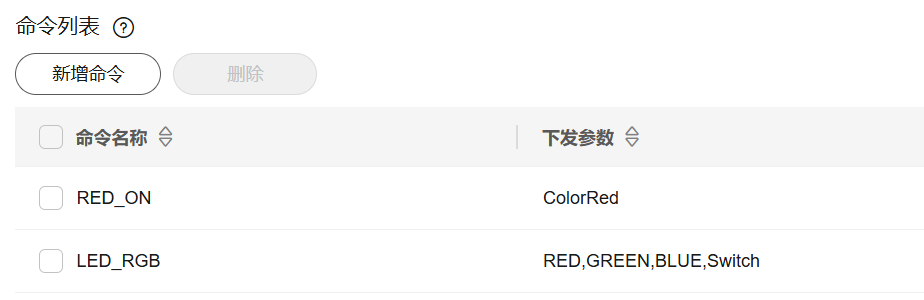 命令列表 ?
新增命令 删除
命令名称 下发参数
RED_ON ColorRed
LED_RGB RED,GREEN,BLUE,Switch